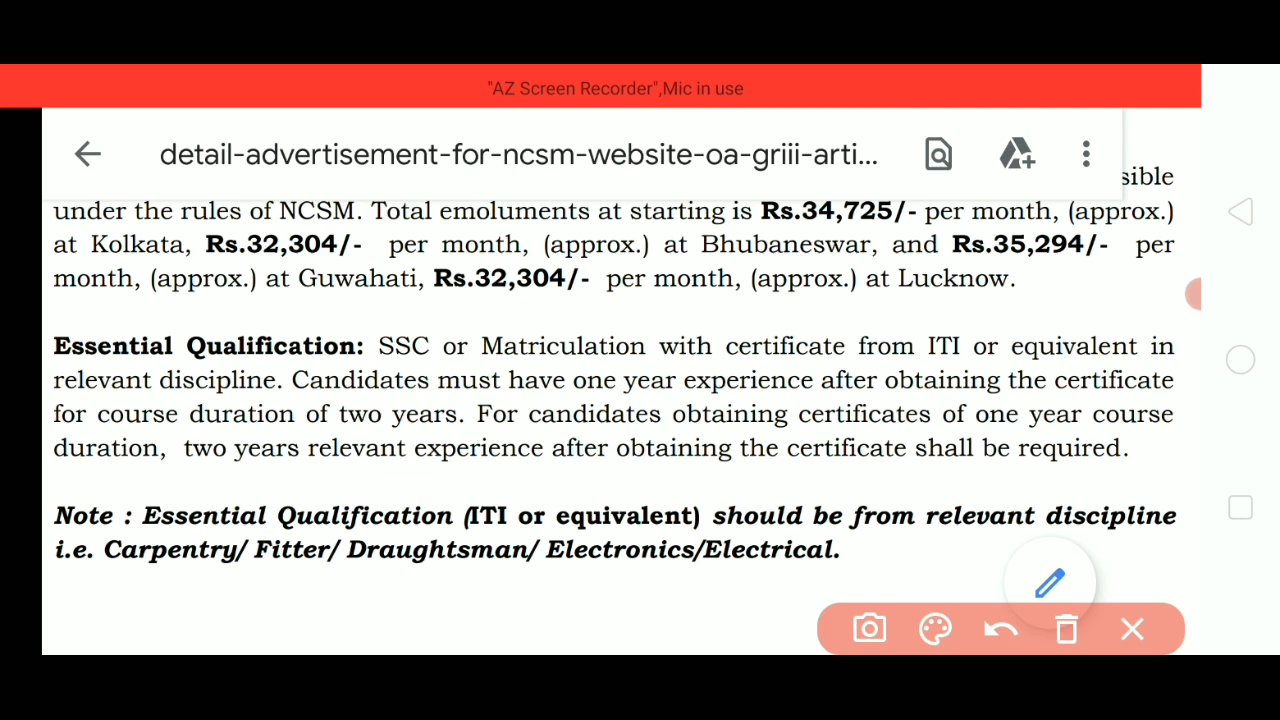 "AZ Screen Recorder",Mic in use
detail-advertisement-for-ncsm-website-oa-griii-arti...
sible
under the rules of NCSM. Total emoluments at starting is Rs.34,725/- per month, (approx.)
at Kolkata, Rs.32,304/- per month, (approx.) at Bhubaneswar, and Rs.35,294/- per
month, (approx.) at Guwahati, Rs.32,304/- per month, (approx.) at Lucknow.
Essential Qualification: SSC or Matriculation with certificate from ITI or equivalent in
relevant discipline. Candidates must have one year experience after obtaining the certificate
for course duration of two years. For candidates obtaining certificates of one year course
duration, two years relevant experience after obtaining the certificate shall be required.
Note : Essential Qualification (ITI or equivalent) should be from relevant discipline
i.e. Carpentry/ Fitter/ Draughtsman/ Electronics/Electrical.